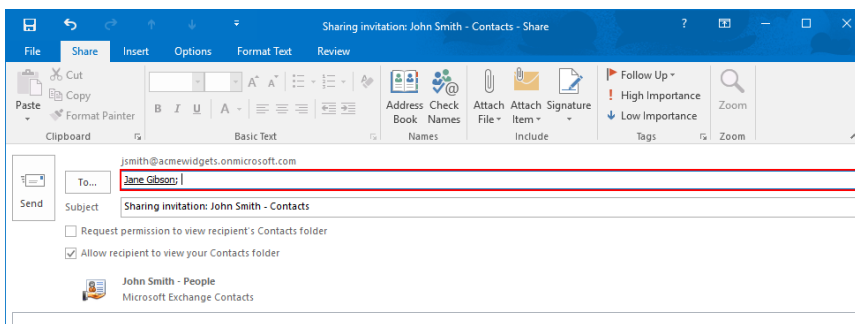 Sharing invitation: John Smith - Contacts - Share ?
File Share Insert Options Format Text Review
Paste
Cut
Copy
Format Painter
Clipboard
B I U A
Basic Text
Address Book
Check Names
Names
Attach File
Attach Item
Signature
Include
Follow Up
! High Importance
Low Importance
Tags
Zoom
Zoom
Send
jsmith@acmewidgets.onmicrosoft.com
To... Jane Gibson;
Subject Sharing invitation: John Smith - Contacts
Request permission to view recipient's Contacts folder
Allow recipient to view your Contacts folder
John Smith - People
Microsoft Exchange Contacts